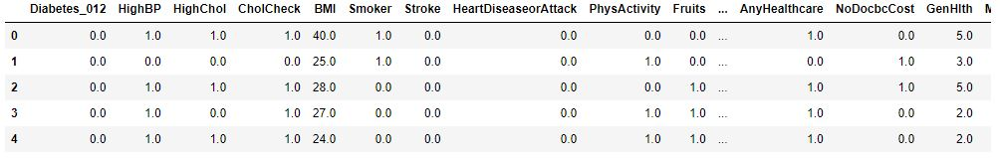 Diabetes_012 HighBP HighChol CholCheck BMI Smoker Stroke HeartDiseaseorAttack PhysActivity Fruits ... AnyHealthcare NoDocbcCost GenHlth
0 0.0 1.0 1.0 1.0 40.0 1.0 0.0 0.0 0.0 0.0 ... 1.0 0.0 5.0
1 0.0 0.0 0.0 0.0 25.0 1.0 0.0 0.0 1.0 0.0 ... 0.0 1.0 3.0
2 0.0 1.0 1.0 1.0 28.0 0.0 0.0 0.0 0.0 1.0 ... 1.0 1.0 5.0
3 0.0 1.0 0.0 1.0 27.0 0.0 0.0 0.0 1.0 1.0 ... 1.0 0.0 2.0
4 0.0 1.0 1.0 1.0 24.0 0.0 0.0 0.0 1.0 1.0 ... 1.0 0.0 2.0